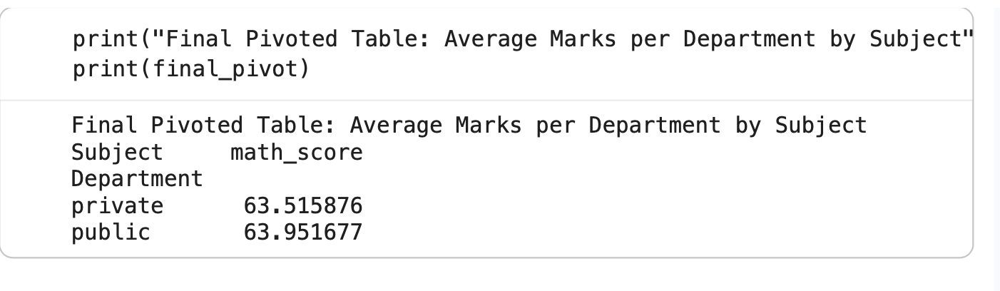 print("Final Pivoted Table: Average Marks per Department by Subject"
print(final_pivot)
Final Pivoted Table: Average Marks per Department by Subject
Subject     math_score
Department
private      63.515876
public       63.951677